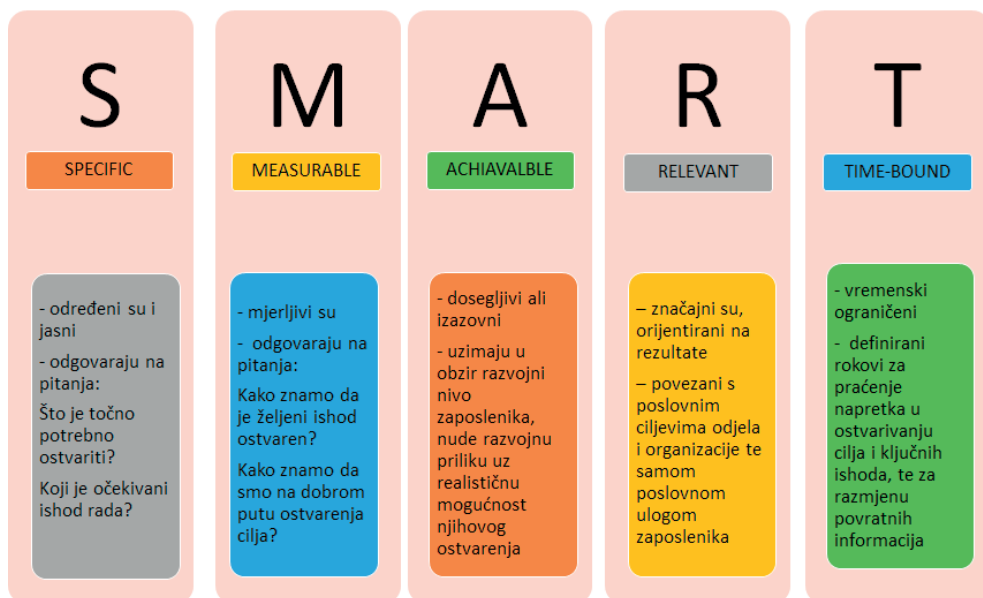 S
SPECIFIC
- određeni su i
jasni
- odgovaraju na
pitanja:
Što je točno
potrebno
ostvariti?
Koji je očekivani
ishod rada?
M
MEASURABLE
- mjerljivi su
- odgovaraju na
pitanja:
Kako znamo da
je željeni ishod
ostvaren?
Kako znamo da
smo na dobrom
putu ostvarenja
cilja?
A
ACHIAVALBLE
- dosegljivi ali
izazovni
- uzimaju u
obzir razvojni
nivo
zaposlenika,
nude razvojnu
priliku uz
realističnu
mogućnost
njihovog
ostvarenja
R
RELEVANT
– značajni su,
orijentirani na
rezultate
– povezani s
poslovnim
ciljevima odjela
i organizacije te
samom
poslovnom
ulogom
zaposlenika
T
TIME-BOUND
- vremenski
ograničeni
- definirani
rokovi za
praćenje
napretka u
ostvarivanju
cilja i ključnih
ishoda, te za
razmjenu
povratnih
informacija